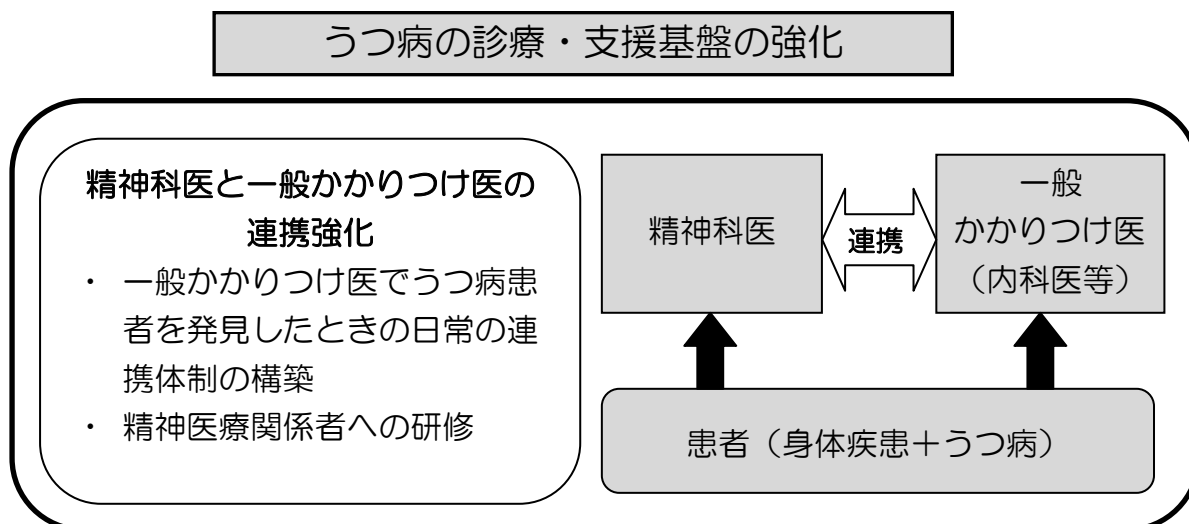 うつ病の診療・支援基盤の強化
精神科医と一般かかりつけ医の
連携強化
・ 一般かかりつけ医でうつ病患
者を発見したときの日常の連
携体制の構築
・ 精神医療関係者への研修
精神科医
連携
一般
かかりつけ医
（内科医等）
患者（身体疾患＋うつ病）